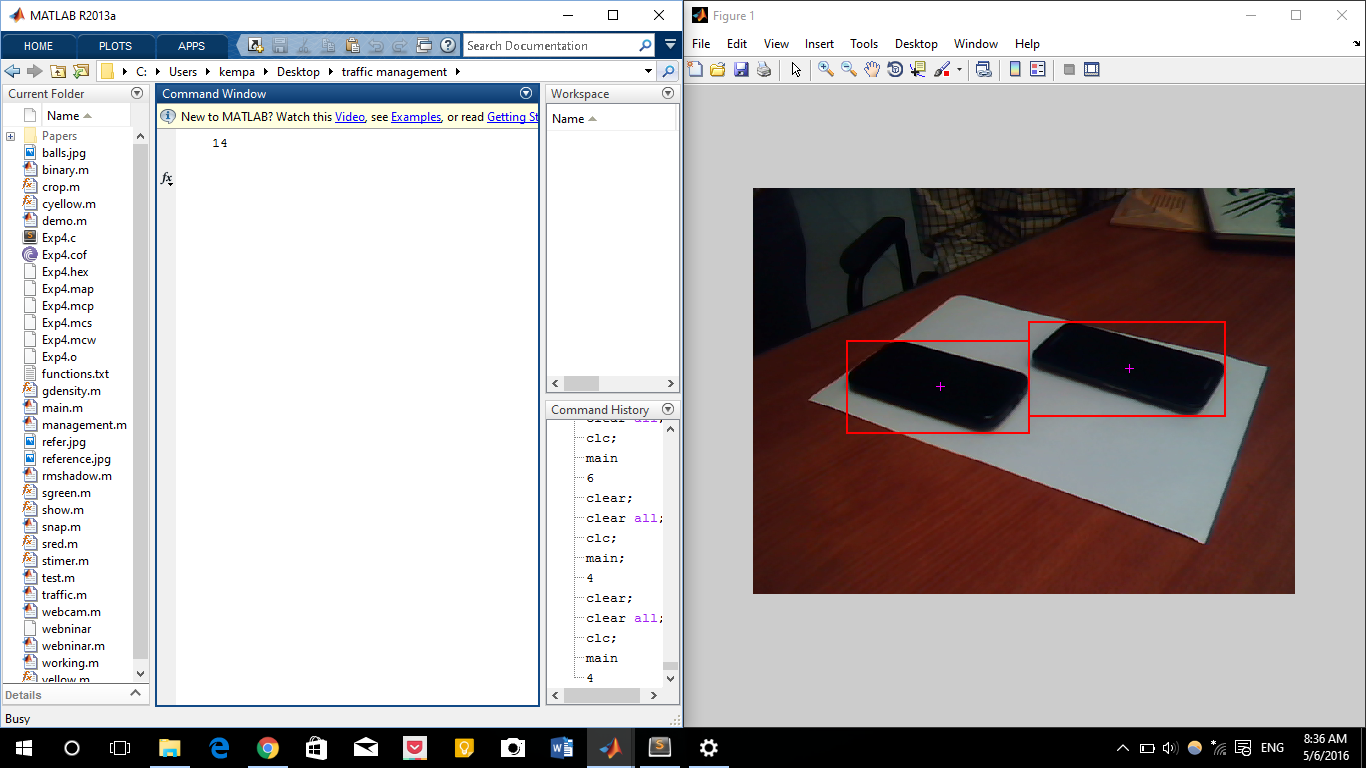 MATLAB R2013a
HOME PLOTS APPS Search Documentation
C: Users kempa Desktop traffic management
Current Folder
Name
Papers
balls.jpg
binary.m
crop.m
cyellow.m
demo.m
Exp4.c
Exp4.cof
Exp4.hex
Exp4.map
Exp4.mcp
Exp4.mcs
Exp4.mcw
Exp4.o
functions.txt
gdensity.m
main.m
management.m
refer.jpg
reference.jpg
rmshadow.m
sgreen.m
show.m
snap.m
sred.m
stimer.m
test.m
traffic.m
webcam.m
webninar
webninar.m
working.m
yellow.m
Details
Busy
Command Window
New to MATLAB? Watch this Video, see Examples, or read Getting St
14
fx
Workspace
Name
Command History
clear all;
clc;
main
6
clear;
clear all;
clc;
main;
4
clear;
clear all;
clc;
main
4
Figure 1
File Edit View Insert Tools Desktop Window Help
ENG
8:36 AM
5/6/2016